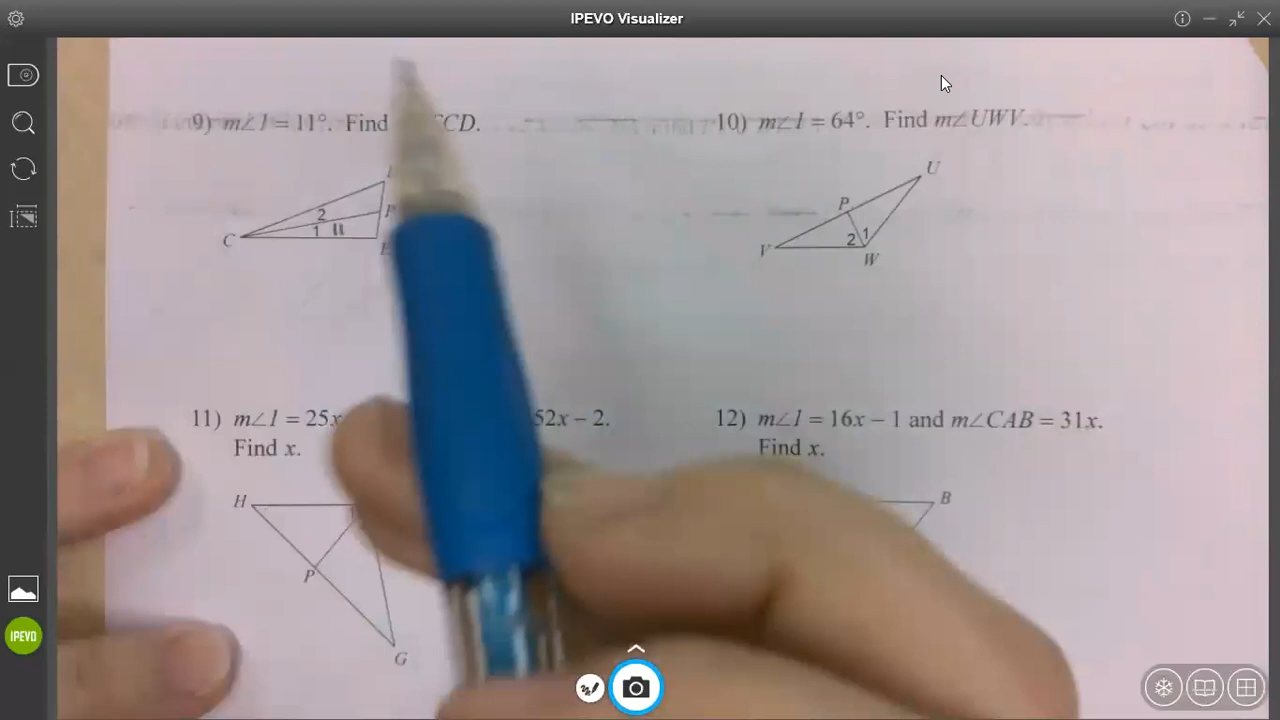 IPEVO Visualizer
9) m∠1 = 11°. Find CD.
10) m∠1 = 64°. Find m∠UWV.
2
P
1 11
C
U
P
2 1
V
W
11) m∠1 = 25x 52x – 2.
Find x.
12) m∠1 = 16x – 1 and m∠CAB = 31x.
Find x.
H
P
G
B
IPEVO